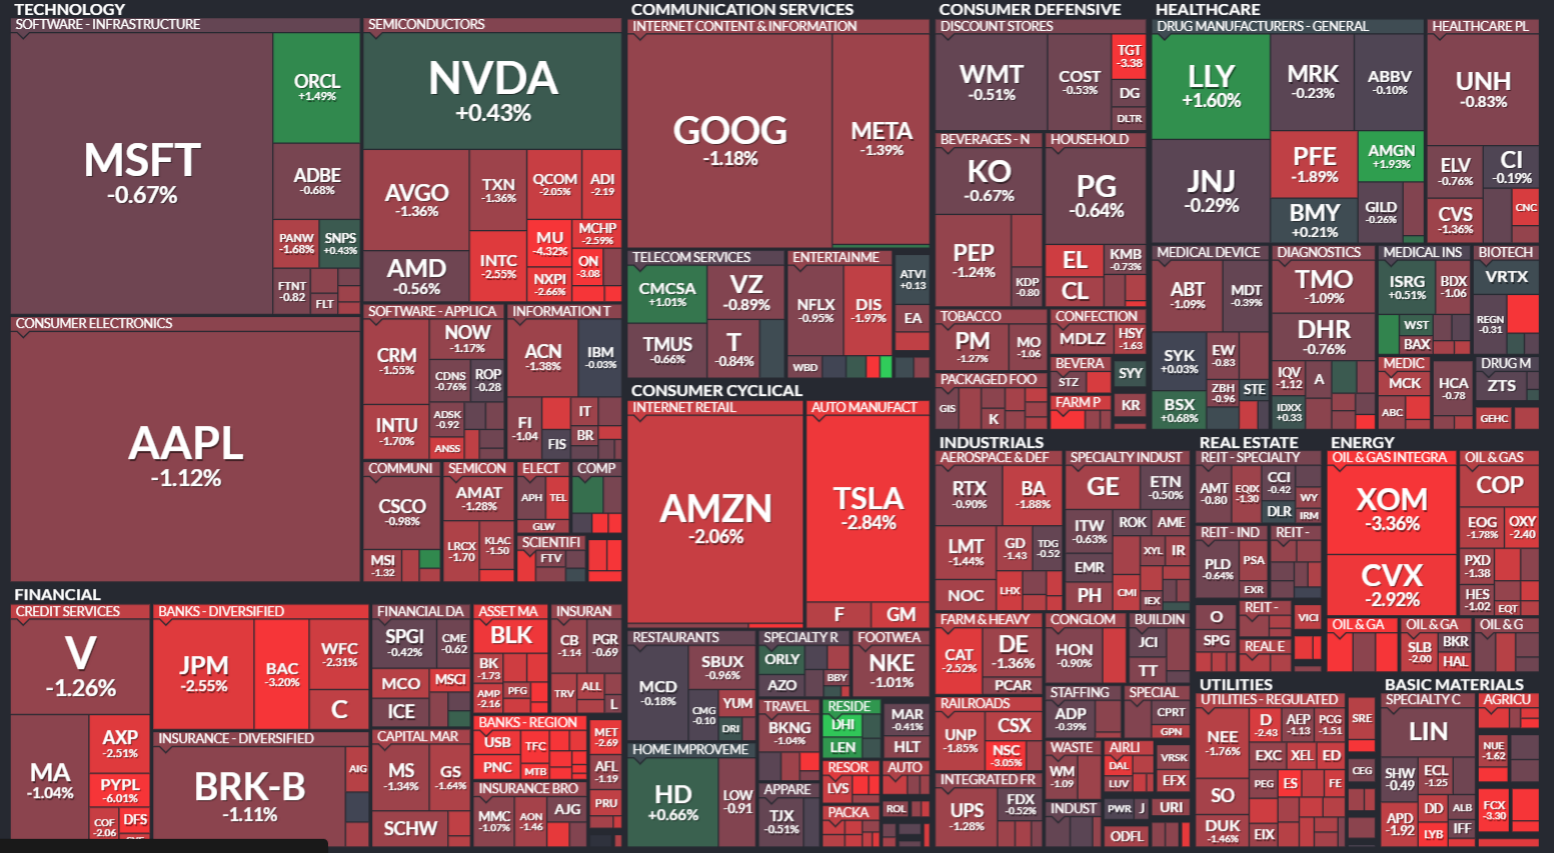 TECHNOLOGY
SOFTWARE - INFRASTRUCTURE
MSFT
-0.67%
ORCL
+1.49%
ADBE
-0.68%
PANW
-1.68%
SNPS
+0.43%
FTNT
-0.82
FLT
SEMICONDUCTORS
NVDA
+0.43%
AVGO
-1.36%
TXN
-1.36%
QCOM
-2.05%
ADI
-2.19
AMD
-0.56%
INTC
-2.55%
MU
-4.32%
MCHP
-2.59%
NXPI
-2.66%
ON
-3.08
CONSUMER ELECTRONICS
AAPL
-1.12%
SOFTWARE - APPLICA
CRM
-1.55%
NOW
-1.17%
CDNS
-0.76%
ROP
-0.28
INTU
-1.70%
ADSK
-0.92
ANSS
INFORMATION T
ACN
-1.38%
IBM
-0.03%
FI
-1.04
FIS
IT
BR
COMMUNI
CSCO
-0.98%
MSI
-1.32
SEMICON
AMAT
-1.28%
LRCX
-1.70
KLAC
-1.50
ELECT
APH
TEL
GLW
COMP
SCIENTIFI
FTV
COMMUNICATION SERVICES
INTERNET CONTENT & INFORMATION
GOOG
-1.18%
META
-1.39%
TELECOM SERVICES
CMCSA
+1.01%
VZ
-0.89%
TMUS
-0.66%
T
-0.84%
ENTERTAINME
NFLX
-0.95%
DIS
-1.97%
WBD
ATVI
+0.13
EA
CONSUMER CYCLICAL
INTERNET RETAIL
AMZN
-2.06%
AUTO MANUFACT
TSLA
-2.84%
F
GM
RESTAURANTS
MCD
-0.18%
SBUX
-0.96%
CMG
-0.10
YUM
DRI
HOME IMPROVEME
HD
+0.66%
LOW
-0.91
SPECIALTY R
ORLY
AZO
BBY
TRAVEL
BKNG
-1.04%
APPARE
TJX
-0.51%
FOOTWEA
NKE
-1.01%
RESIDE
DHI
LEN
MAR
-0.41%
HLT
RESOR
LVS
AUTO
PACKA
ROL
CONSUMER DEFENSIVE
DISCOUNT STORES
WMT
-0.51%
COST
-0.53%
TGT
-3.38
DG
DLTR
BEVERAGES - N
KO
-0.67%
PEP
-1.24%
KDP
-0.80
HOUSEHOLD
PG
-0.64%
EL
KMB
-0.73%
CL
TOBACCO
PM
-1.27%
MO
-1.06
CONFECTION
MDLZ
HSY
-1.63
PACKAGED FOO
GIS
K
BEVERA
STZ
SYY
FARM P
KR
HEALTHCARE
DRUG MANUFACTURERS - GENERAL
LLY
+1.60%
MRK
-0.23%
ABBV
-0.10%
JNJ
-0.29%
PFE
-1.89%
AMGN
+1.93%
BMY
+0.21%
GILD
-0.26%
HEALTHCARE PL
UNH
-0.83%
ELV
-0.76%
CI
-0.19%
CVS
-1.36%
CNC
MEDICAL DEVICE
ABT
-1.09%
MDT
-0.39%
SYK
+0.03%
EW
-0.83
BSX
+0.68%
ZBH
-0.96
STE
DIAGNOSTICS
TMO
-1.09%
DHR
-0.76%
IQV
-1.12
A
IDXX
+0.33
MEDICAL INS
ISRG
+0.51%
BDX
-1.06
WST
BAX
BIOTECH
VRTX
REGN
-0.31
MEDIC
MCK
ABC
HCA
-0.78
DRUG M
ZTS
GEHC
FINANCIAL
CREDIT SERVICES
V
-1.26%
MA
-1.04%
AXP
-2.51%
PYPL
-6.01%
COF
-2.06
DFS
BANKS - DIVERSIFIED
JPM
-2.55%
BAC
-3.20%
WFC
-2.31%
C
INSURANCE - DIVERSIFIED
BRK-B
-1.11%
AIG
FINANCIAL DA
SPGI
-0.42%
CME
-0.62
MCO
MSCI
ICE
CAPITAL MAR
MS
-1.34%
GS
-1.64%
SCHW
ASSET MA
BLK
BK
-1.73
AMP
-2.16
PFG
INSURAN
CB
-1.14
PGR
-0.69
TRV
ALL
L
BANKS - REGION
USB
TFC
PNC
MTB
MET
-2.69
AFL
-1.19
PRU
INSURANCE BRO
MMC
-1.07%
AON
-1.46
AJG
INDUSTRIALS
AEROSPACE & DEF
RTX
-0.90%
BA
-1.88%
LMT
-1.44%
GD
-1.43
TDG
-0.52
NOC
LHX
SPECIALTY INDUST
GE
ETN
-0.50%
ITW
-0.63%
ROK
AME
EMR
XYL
IR
PH
CMI
IEX
FARM & HEAVY
CAT
-2.52%
DE
-1.36%
PCAR
CONGLOM
HON
-0.90%
BUILDIN
JCI
TT
RAILROADS
UNP
-1.85%
CSX
NSC
-3.05%
STAFFING
ADP
-0.39%
SPECIAL
CPRT
GPN
INTEGRATED FR
UPS
-1.28%
FDX
-0.52%
WASTE
WM
-1.09
AIRLI
DAL
LUV
VRSK
EFX
INDUST
PWR
J
URI
ODFL
REAL ESTATE
REIT - SPECIALTY
AMT
-0.80
EQIX
-1.30
CCI
-0.42
WY
DLR
IRM
REIT - IND
PLD
-0.64%
REIT -
PSA
EXR
O
REIT -
VICI
SPG
REAL E
ENERGY
OIL & GAS INTEGRA
XOM
-3.36%
CVX
-2.92%
OIL & GAS
COP
EOG
-1.78%
OXY
-2.40
PXD
-1.38
HES
-1.02
EQT
OIL & GA
OIL & GA
SLB
-2.00
BKR
HAL
OIL & G
UTILITIES
UTILITIES - REGULATED
NEE
-1.76%
D
-2.43
AEP
-1.13
PCG
-1.51
SO
EXC
XEL
ED
PEG
ES
FE
DUK
-1.46%
EIX
SRE
CEG
BASIC MATERIALS
SPECIALTY C
LIN
SHW
-0.49
ECL
-1.25
APD
-1.92
DD
ALB
LYB
IFF
AGRICU
NUE
-1.62
FCX
-3.30